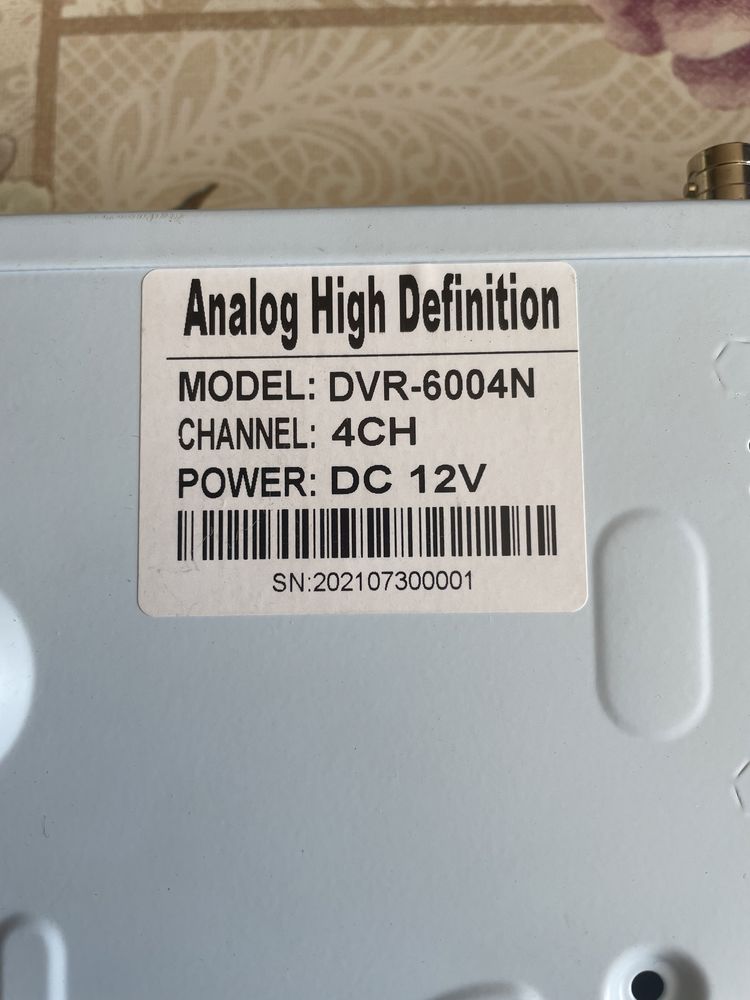 Analog High Definition
MODEL: DVR-6004N
CHANNEL: 4CH
POWER: DC 12V
SN:202107300001